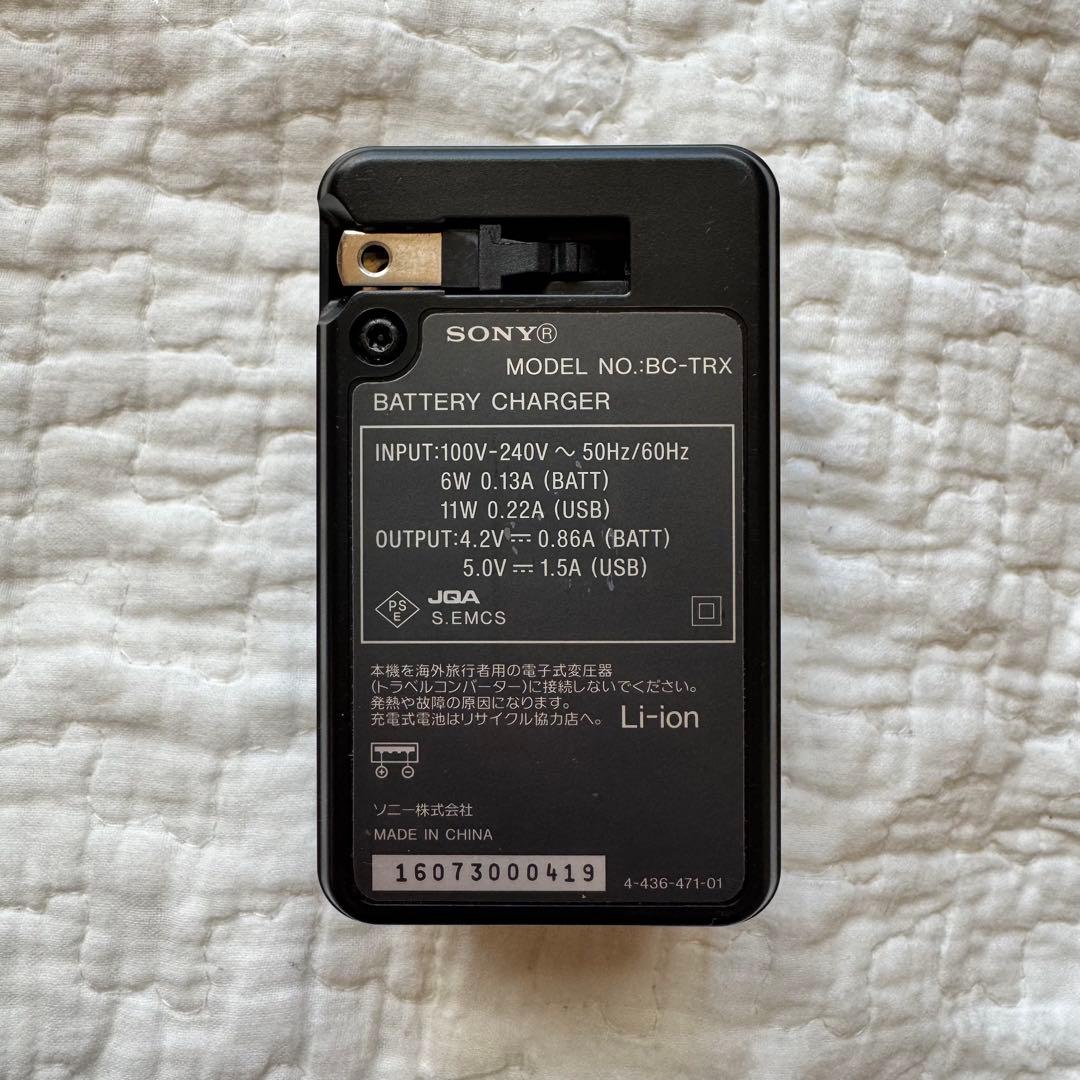 SONY®
MODEL NO.:BC-TRX
BATTERY CHARGER
INPUT:100V-240V ～ 50Hz/60Hz
6W 0.13A (BATT)
11W 0.22A (USB)
OUTPUT:4.2V⎓ 0.86A (BATT)
5.0V⎓ 1.5A (USB)
PS
E
JQA
S.EMCS
本機を海外旅行者用の電子式変圧器
(トラベルコンバーター)に接続しないでください。
発熱や故障の原因になります。
充電式電池はリサイクル協力店へ。 Li-ion
⊕ ⊖
ソニー株式会社
MADE IN CHINA
16073000419
4-436-471-01